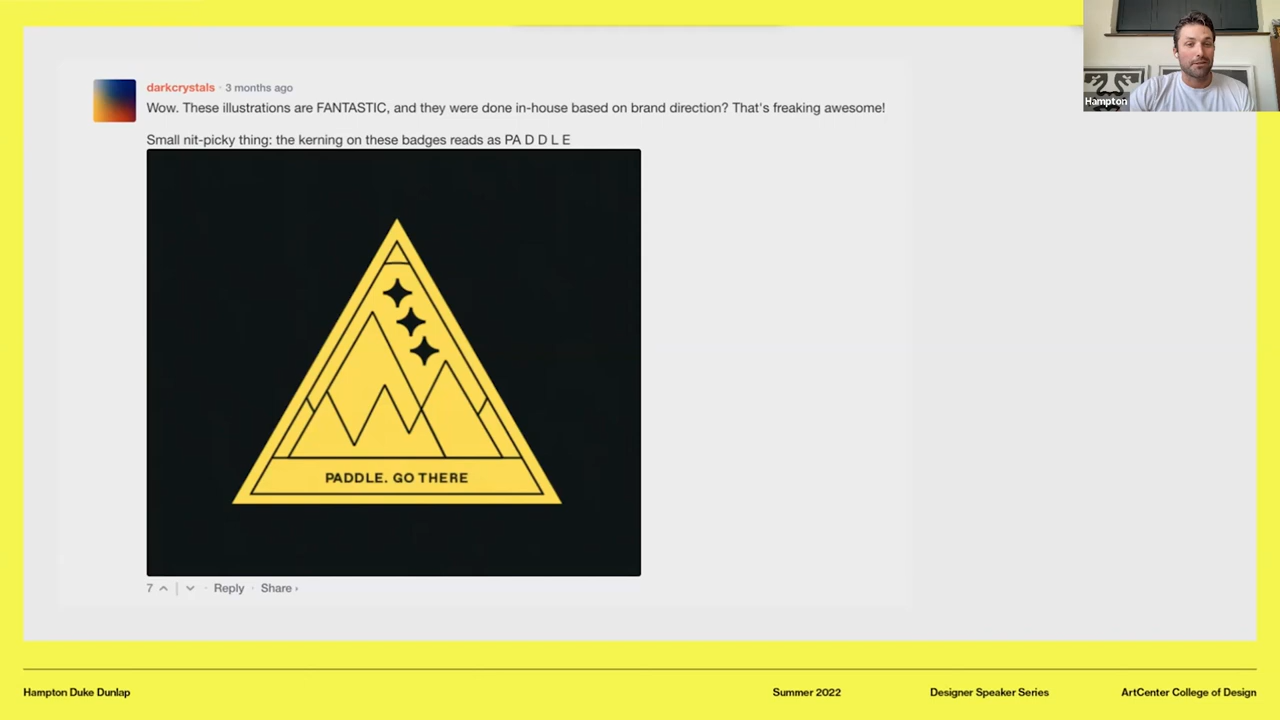 Hampton
darkcrystals · 3 months ago
Wow. These illustrations are FANTASTIC, and they were done in-house based on brand direction? That's freaking awesome!
Small nit-picky thing: the kerning on these badges reads as PA D D L E
PADDLE. GO THERE
7 · Reply · Share ›
Hampton Duke Dunlap
Summer 2022
Designer Speaker Series
ArtCenter College of Design